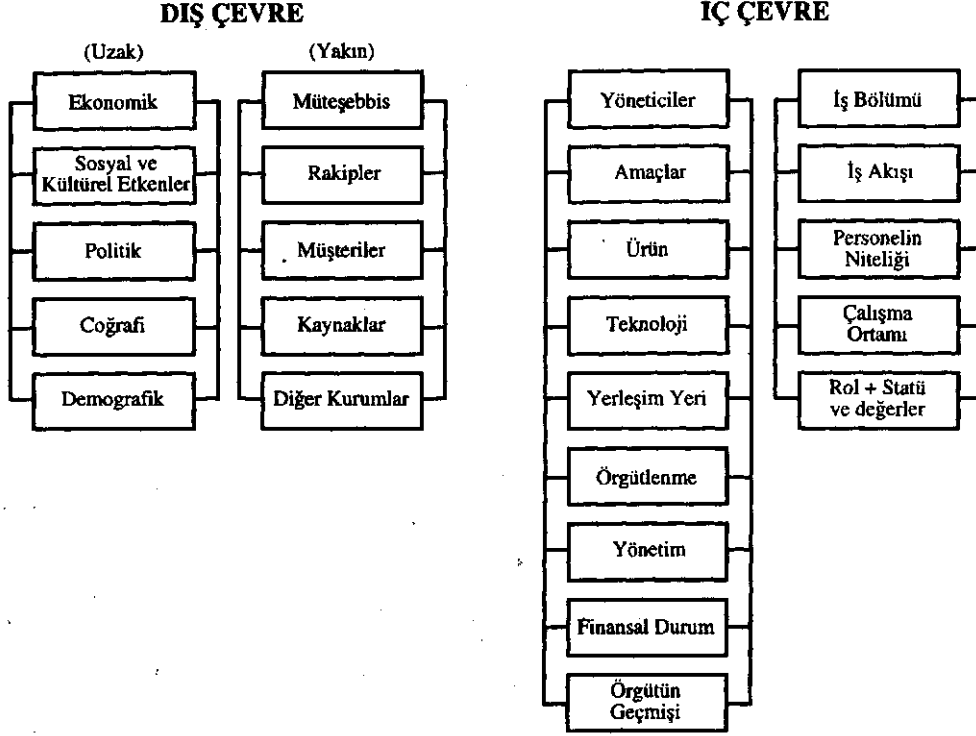 DIŞ ÇEVRE
(Uzak)
(Yakın)
Ekonomik
Sosyal ve
Kültürel Etkenler
Politik
Coğrafi
Demografik
Müteşebbis
Rakipler
Müşteriler
Kaynaklar
Diğer Kurumlar
İÇ ÇEVRE
Yöneticiler
Amaçlar
Ürün
Teknoloji
Yerleşim Yeri
Örgütlenme
Yönetim
Finansal Durum
Örgütün
Geçmişi
İş Bölümü
İş Akışı
Personelin
Niteliği
Çalışma
Ortamı
Rol + Statü
ve değerler